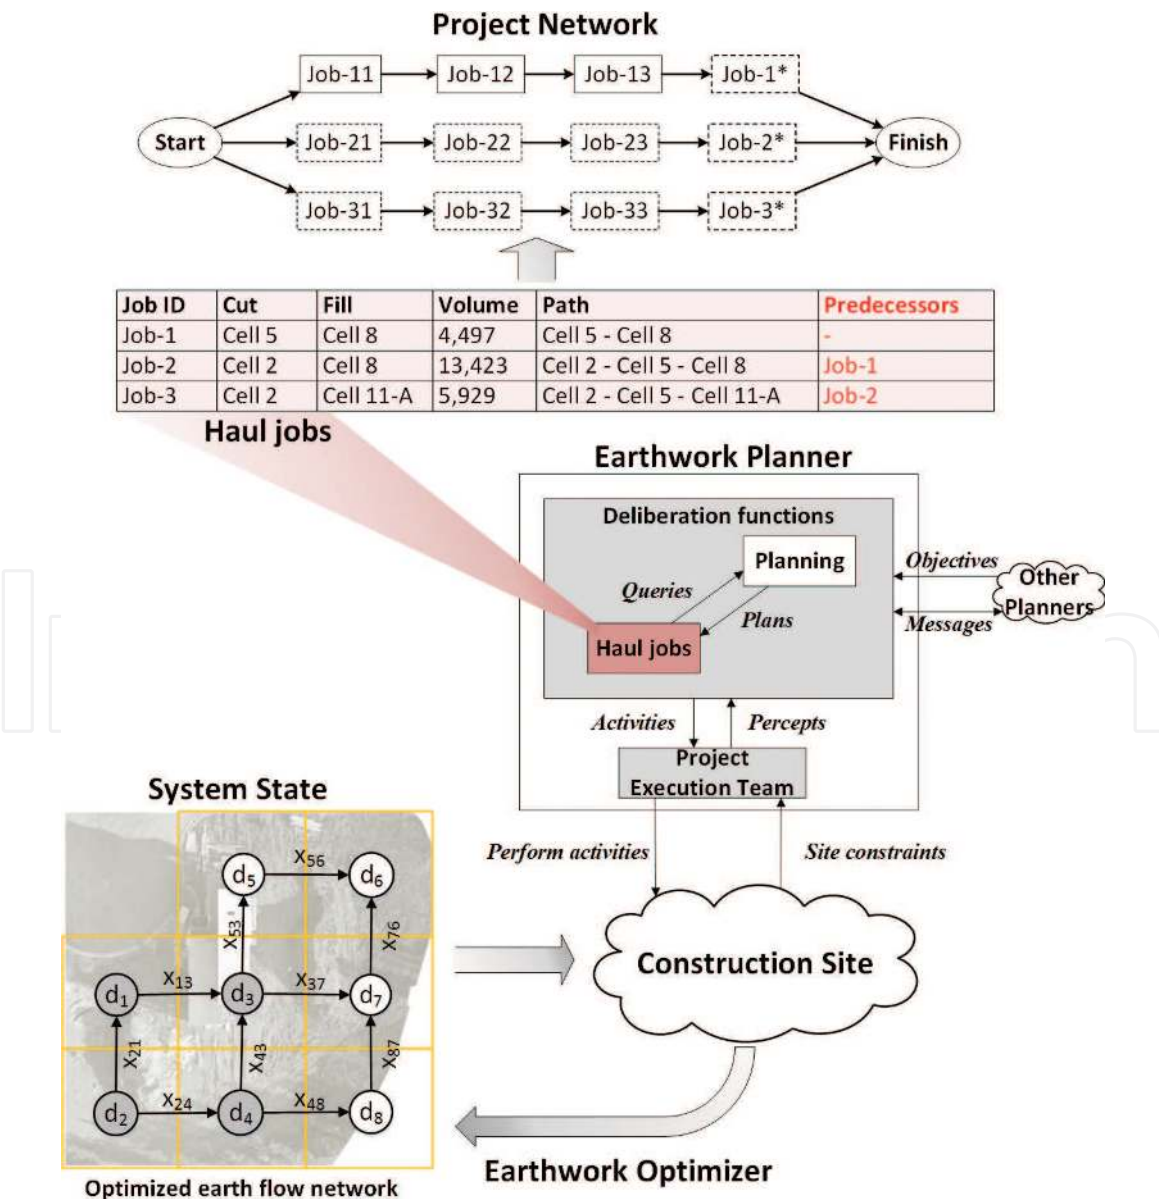 Project Network
Job-11 Job-12 Job-13 Job-1*
Start Job-21 Job-22 Job-23 Job-2* Finish
Job-31 Job-32 Job-33 Job-3*
Job ID Cut Fill Volume Path Predecessors
Job-1 Cell 5 Cell 8 4,497 Cell 5 - Cell 8 -
Job-2 Cell 2 Cell 8 13,423 Cell 2 - Cell 5 - Cell 8 Job-1
Job-3 Cell 2 Cell 11-A 5,929 Cell 2 - Cell 5 - Cell 11-A Job-2
Haul jobs
Earthwork Planner
Deliberation functions
Planning
Queries
Plans
Haul jobs
Objectives
Other
Planners
Messages
Activities Percepts
Project
Execution Team
Perform activities Site constraints
Construction Site
System State
d5 x56 d6
x53 x76
d1 x13 d3 x37 d7
x21 x43 x87
d2 x24 d4 x48 d8
Optimized earth flow network
Earthwork Optimizer